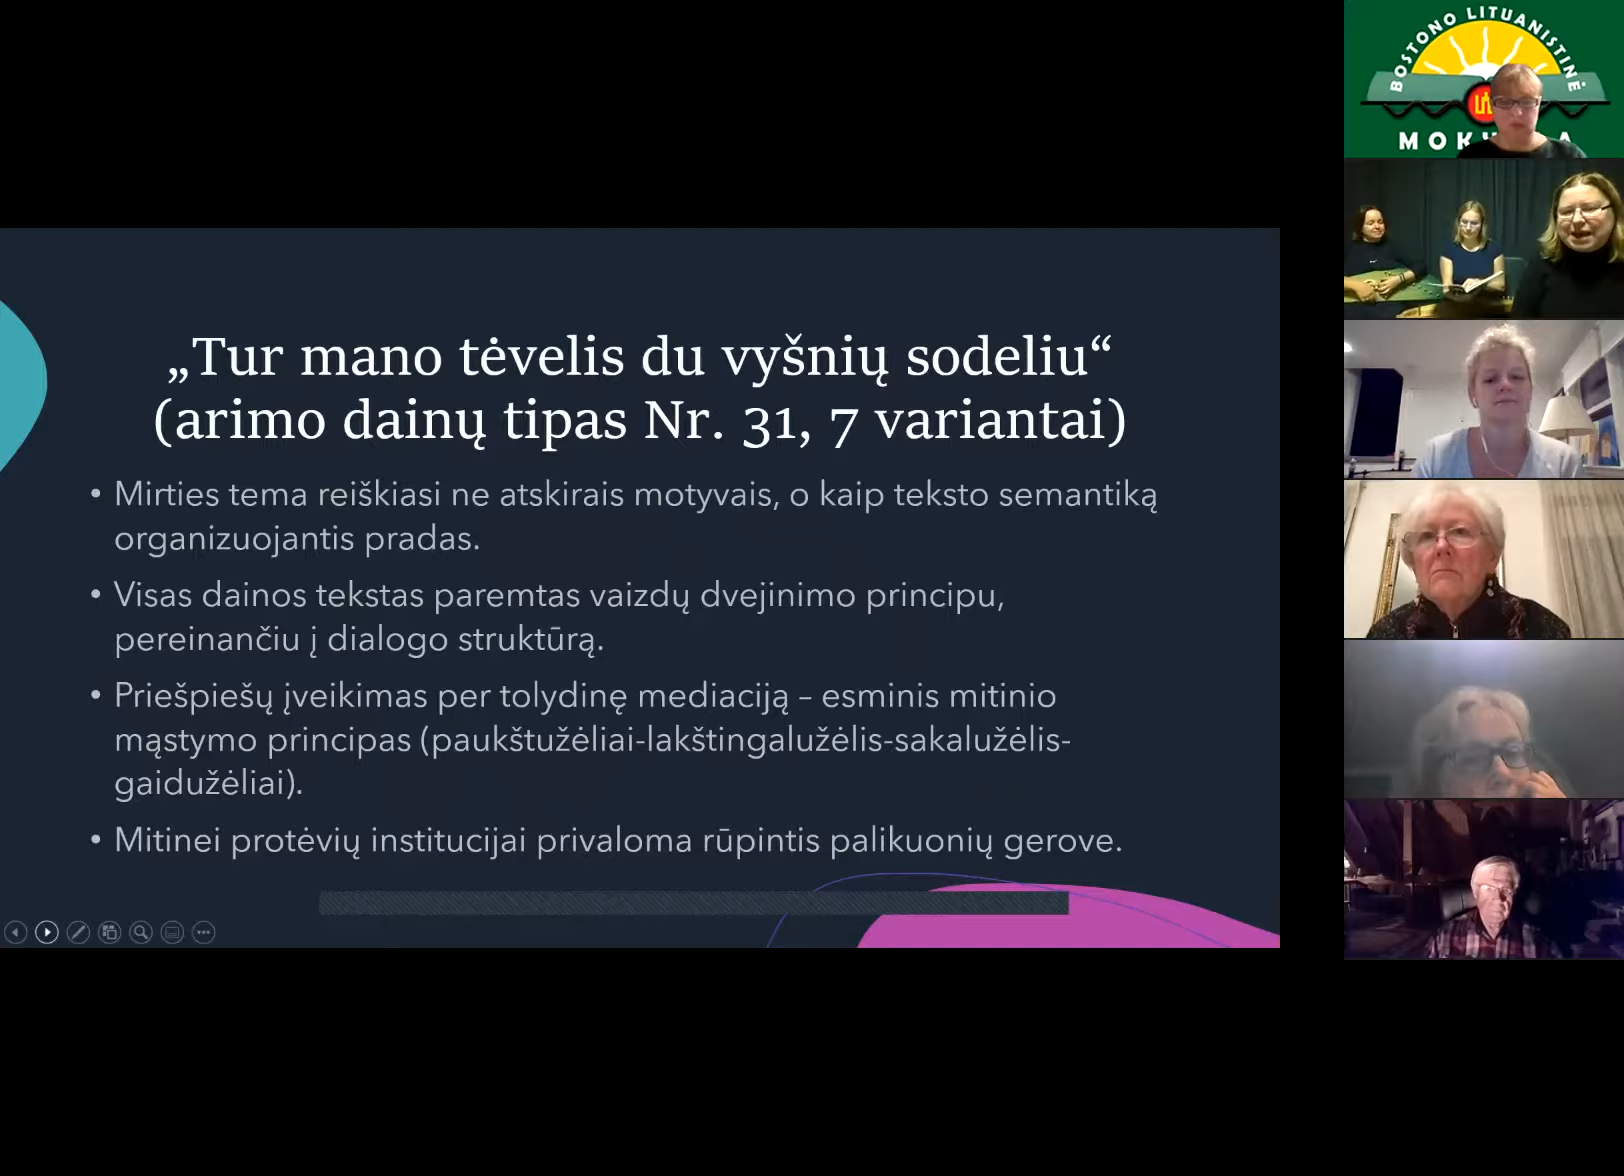 „Tur mano tėvelis du vyšnių sodeliu“
(arimo dainų tipas Nr. 31, 7 variantai)
• Mirties tema reiškiasi ne atskirais motyvais, o kaip teksto semantiką
organizuojantis pradas.
• Visas dainos tekstas paremtas vaizdų dvejinimo principu,
pereinančiu į dialogo struktūrą.
• Priešpiešų įveikimas per tolydinę mediaciją – esminis mitinio
mąstymo principas (paukštužėliai-lakštingalužėlis-sakalužėlis-
gaidužėliai).
• Mitinei protėvių institucijai privaloma rūpintis palikuonių gerove.
BOSTONO LITUANISTINĖ